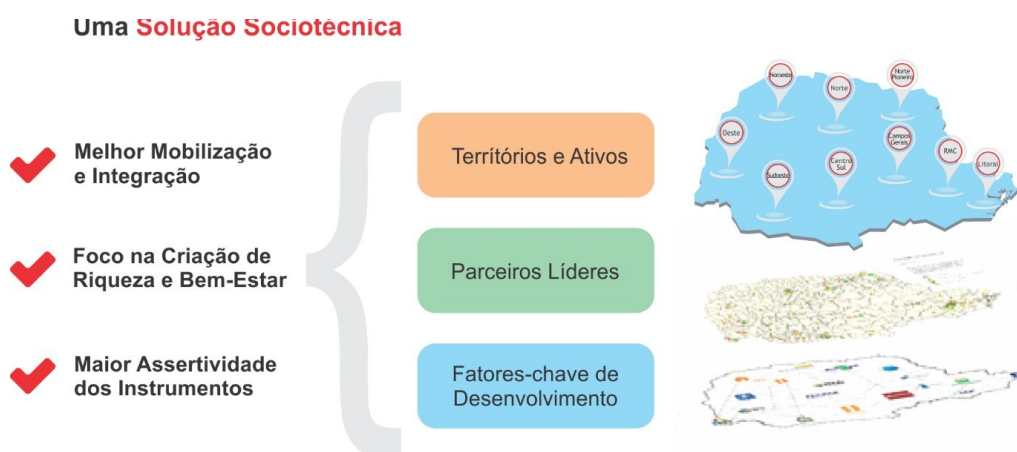 Uma Solução Sociotécnica
Melhor Mobilização
e Integração
Foco na Criação de
Riqueza e Bem-Estar
Maior Assertividade
dos Instrumentos
Territórios e Ativos
Parceiros Líderes
Fatores-chave de
Desenvolvimento
Noroeste
Norte
Norte
Pioneiro
Oeste
Campos
Gerais
RMC
Litoral
Centro
Sul
Sudoeste